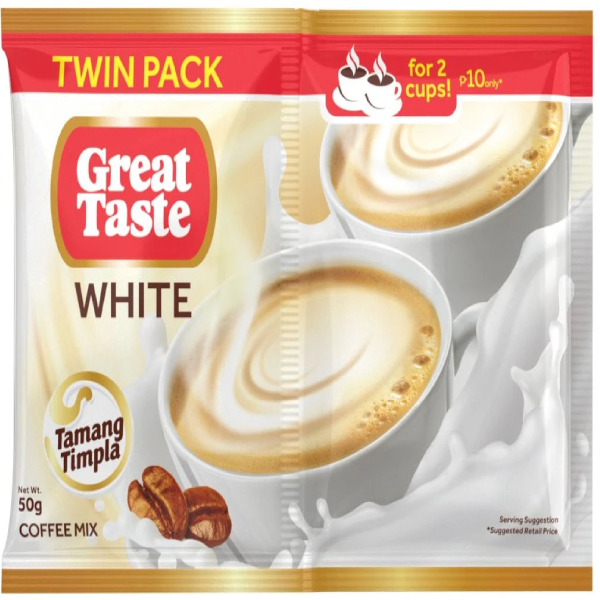 TWIN PACK
for 2
cups!
₱10only*
Great
Taste
WHITE
Tamang
Timpla
Net Wt.
50g
COFFEE MIX
Serving Suggestion
*Suggested Retail Price